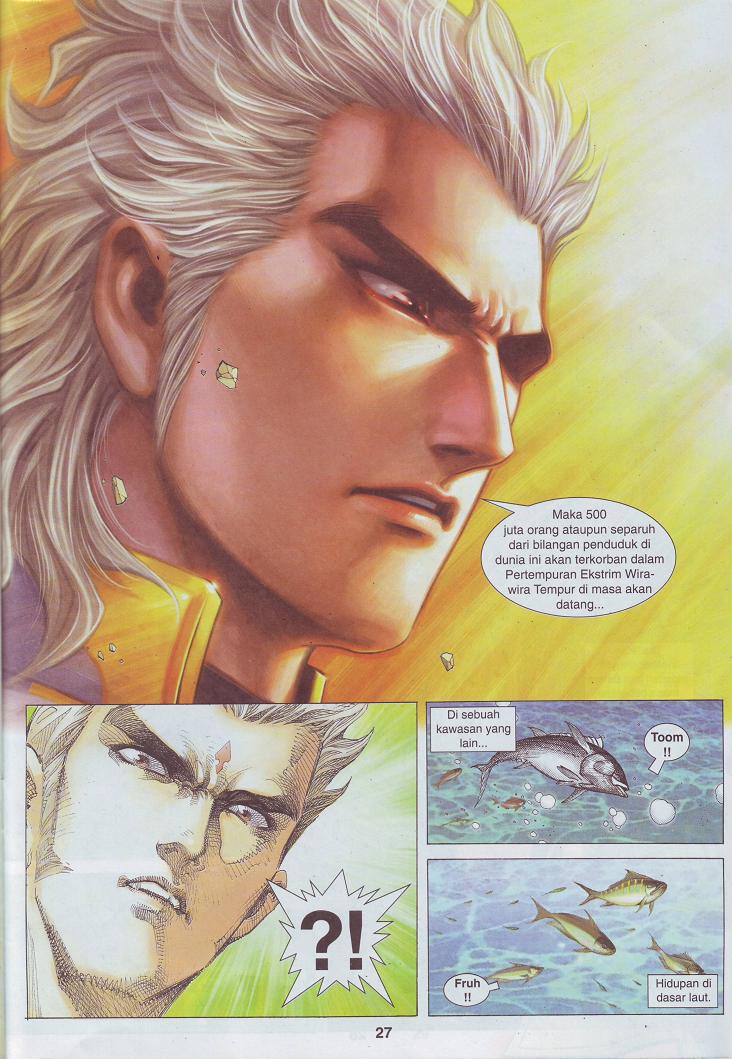 Maka 500
juta orang ataupun separuh
dari bilangan penduduk di
dunia ini akan terkorban dalam
Pertempuran Ekstrim Wira-
wira Tempur di masa akan
datang...
?!
Di sebuah
kawasan yang
lain...
Toom
!!
Fruh
!!
Hidupan di
dasar laut.
27